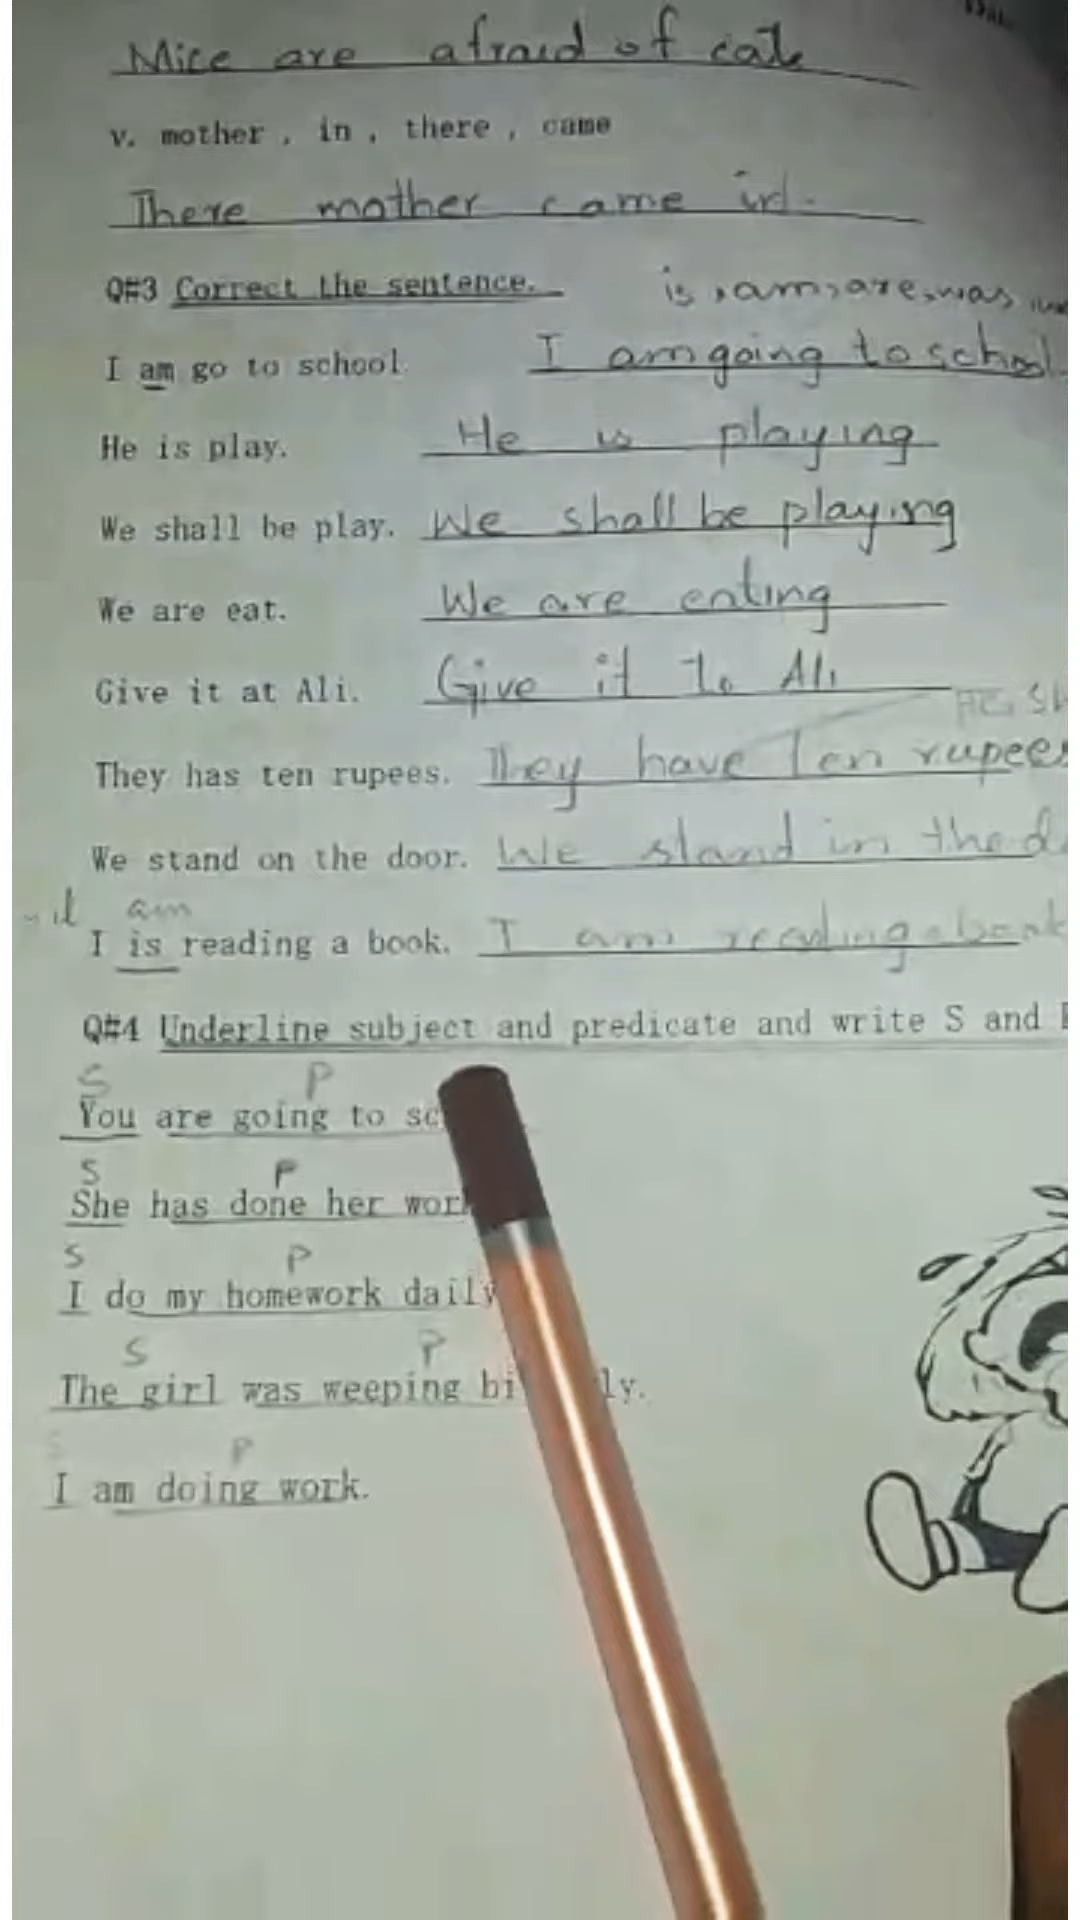 Mice are afraid of cats
v. mother , in , there , came
There mother came in.
Q#3 Correct the sentence. is, am, are, was
I am go to school. I am going to school.
He is play. He is playing
We shall be play. We shall be playing
We are eat. We are eating
Give it at Ali. Give it to Ali
They has ten rupees. They have Ten rupees
We stand on the door. We stand in the
am
I is reading a book. I am reading a book
Q#4 Underline subject and predicate and write S and
S P
You are going to
S P
She has done her work
S P
I do my homework daily
S P
The girl was weeping
S P
I am doing work.